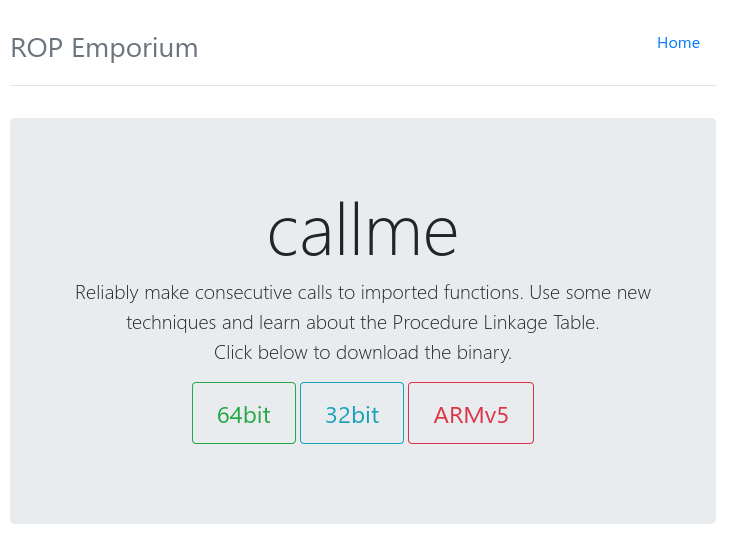 ROP Emporium
Home
callme
Reliably make consecutive calls to imported functions. Use some new
techniques and learn about the Procedure Linkage Table.
Click below to download the binary.
64bit
32bit
ARMv5